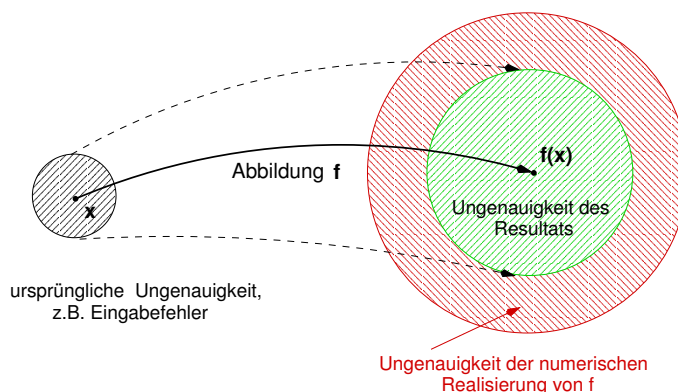 f(x)
Abbildung f
x
Ungenauigkeit des
Resultats
ursprüngliche Ungenauigkeit,
z.B. Eingabefehler
Ungenauigkeit der numerischen
Realisierung von f